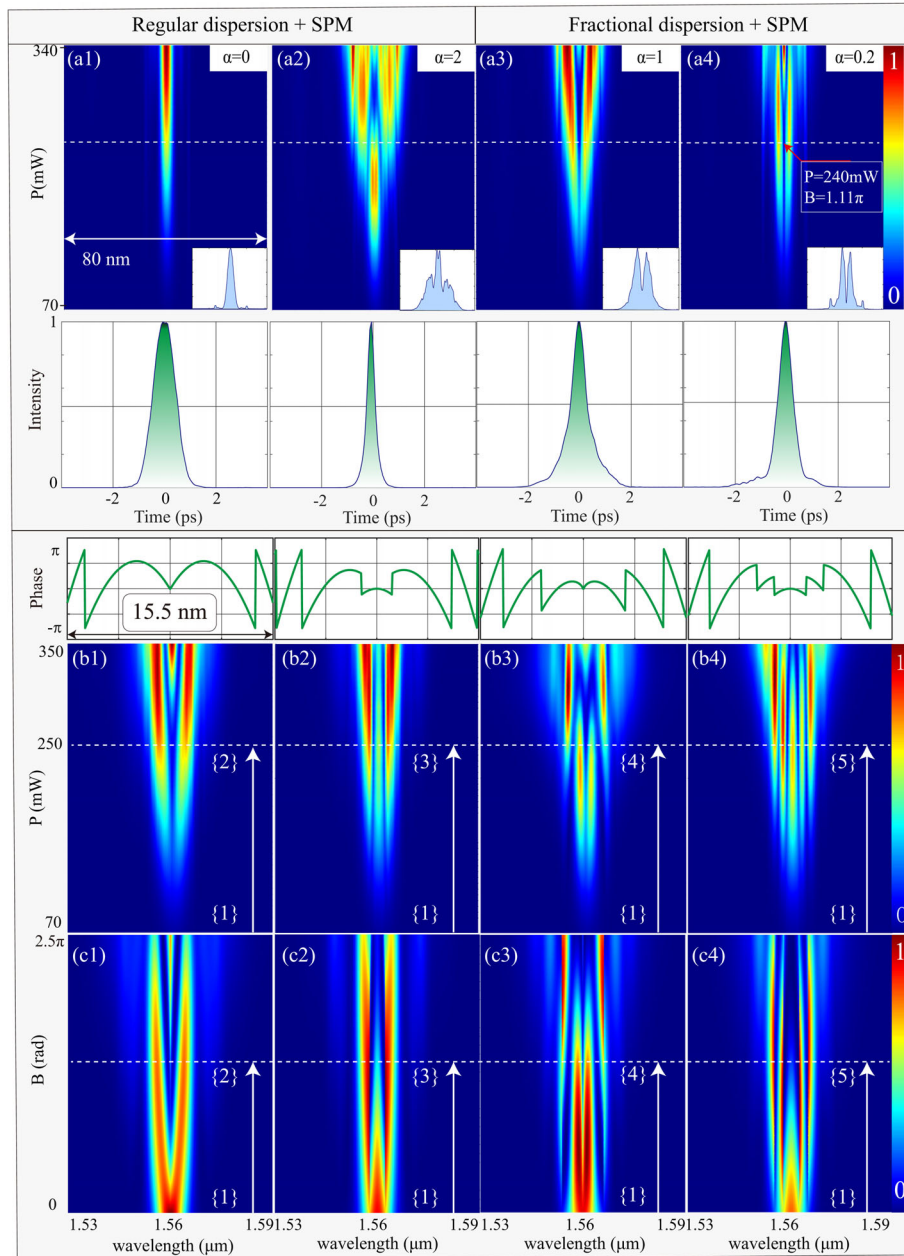 Regular dispersion + SPM
Fractional dispersion + SPM
340
(a1)
α=0
(a2)
α=2
(a3)
α=1
(a4)
α=0.2
1
P(mW)
P=240mW
B=1.11π
80 nm
70
0
1
Intensity
0
-2
0
2
-2
0
2
-2
0
2
-2
0
2
Time (ps)
Time (ps)
Time (ps)
Time (ps)
π
Phase
-π
15.5 nm
350
(b1)
(b2)
(b3)
(b4)
1
250
{2}
{3}
{4}
{5}
P (mW)
70
{1}
{1}
{1}
{1}
0
2.5π
(c1)
(c2)
(c3)
(c4)
1
{2}
{3}
{4}
{5}
B (rad)
0
{1}
{1}
{1}
{1}
0
1.53
1.56
1.59
1.53
1.56
1.59
1.53
1.56
1.59
1.53
1.56
1.59
wavelength (μm)
wavelength (μm)
wavelength (μm)
wavelength (μm)